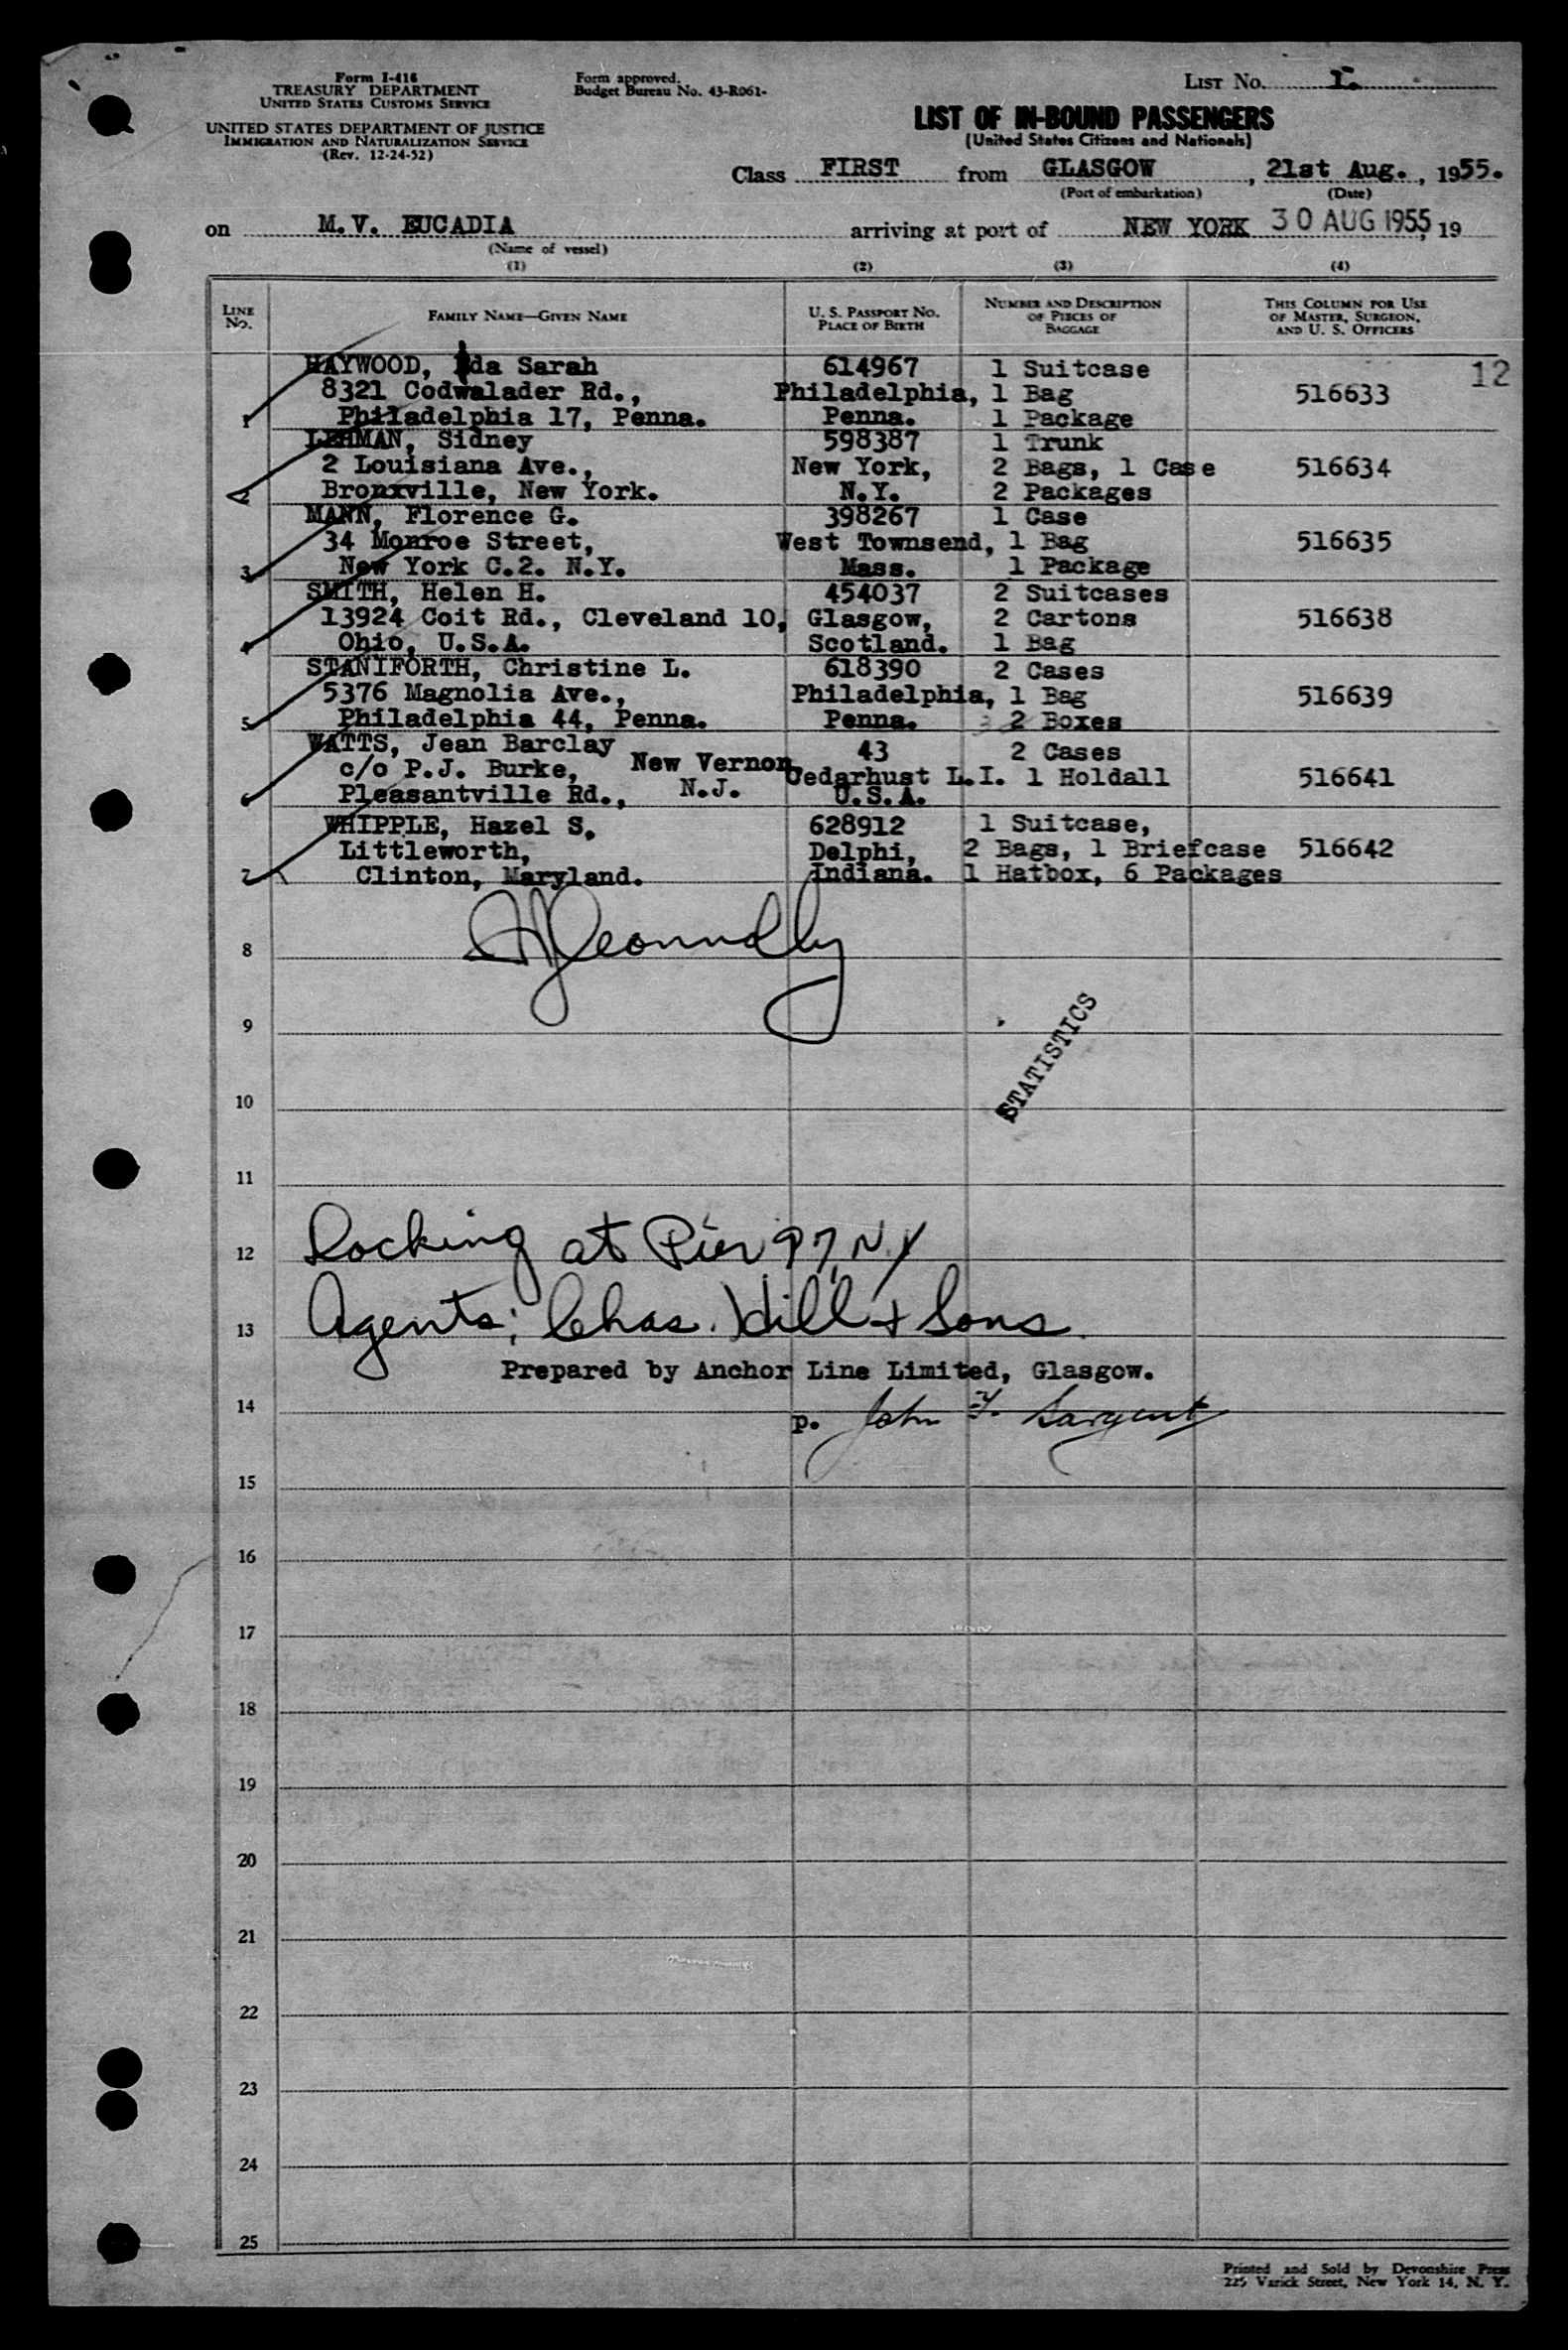 Form I-416
TREASURY DEPARTMENT
UNITED STATES CUSTOMS SERVICE
UNITED STATES DEPARTMENT OF JUSTICE
IMMIGRATION AND NATURALIZATION SERVICE
(Rev. 12-24-52)
Form approved.
Budget Bureau No. 43-R061-
LIST NO. 1.
LIST OF IN-BOUND PASSENGERS
(United States Citizens and Nationals)
Class FIRST from GLASGOW, 21st Aug., 1955.
(Port of embarkation) (Date)
on M.V. EUCADIA arriving at port of NEW YORK 30 AUG 1955, 19
(Name of vessel)
(1) (2) (3) (4)
LINE NO. FAMILY NAME—GIVEN NAME U. S. PASSPORT NO. PLACE OF BIRTH NUMBER AND DESCRIPTION OF PIECES OF BAGGAGE THIS COLUMN FOR USE OF MASTER, SURGEON, AND U. S. OFFICERS
HAYWOOD, Ida Sarah 614967 1 Suitcase 12
8321 Codwalader Rd., Philadelphia, 1 Bag 516633
1 Philadelphia 17, Penna. Penna. 1 Package
LEHMAN, Sidney 598387 1 Trunk
2 Louisiana Ave., New York, 2 Bags, 1 Case 516634
2 Bronxville, New York. N.Y. 2 Packages
MANN, Florence G. 398267 1 Case
34 Monroe Street, West Townsend, 1 Bag 516635
3 New York C.2. N.Y. Mass. 1 Package
SMITH, Helen H. 454037 2 Suitcases
13924 Coit Rd., Cleveland 10, Glasgow, 2 Cartons 516638
4 Ohio, U.S.A. Scotland. 1 Bag
STANIFORTH, Christine L. 618390 2 Cases
5376 Magnolia Ave., Philadelphia, 1 Bag 516639
5 Philadelphia 44, Penna. Penna. 2 Boxes
WATTS, Jean Barclay 43 2 Cases
c/o P.J. Burke, New Vernon Cedarhust L.I. 1 Holdall 516641
6 Pleasantville Rd., N.J. U.S.A.
WHIPPLE, Hazel S. 628912 1 Suitcase,
Littleworth, Delphi, 2 Bags, 1 Briefcase 516642
7 Clinton, Maryland. Indiana. 1 Hatbox, 6 Packages
8
9
STATISTICS
10
11
12 Docking at Pier 97, N.Y
13 Agents; Chas. Hill & Sons.
Prepared by Anchor Line Limited, Glasgow.
14 p. John Y. Sargent
15
16
17
18
19
20
21
22
23
24
25
Printed and Sold by Devonshire Press
225 Varick Street, New York 14, N. Y.